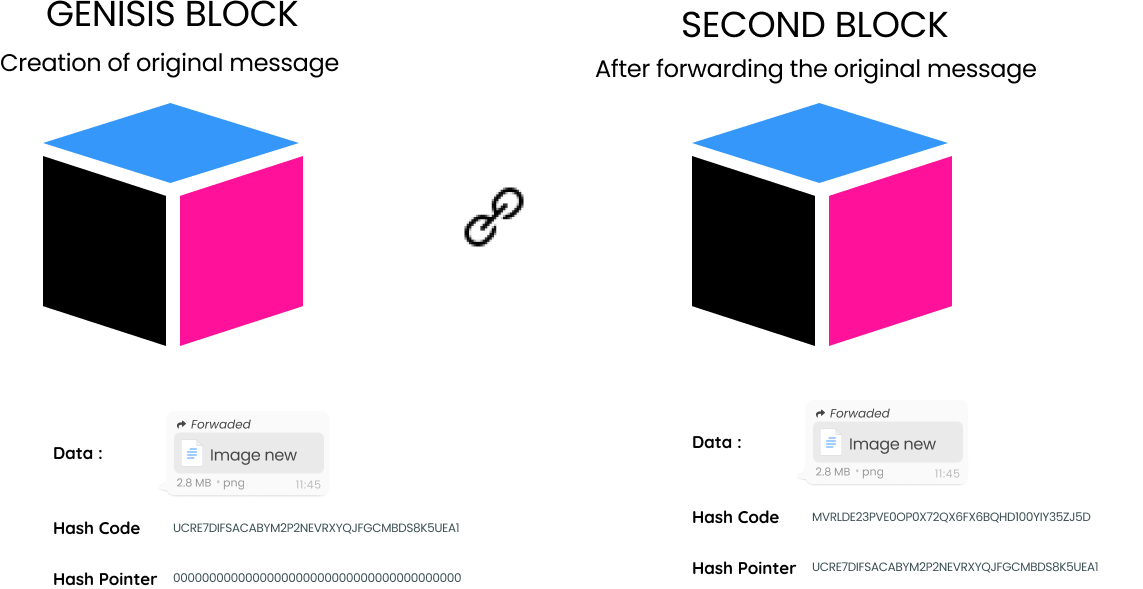 GENISIS BLOCK
Creation of original message
Forwaded
Data :
Image new
2.8 MB • png 11:45
Hash Code UCRE7DIFSACABYM2P2NEVRXYQJFGCMBDS8K5UEA1
Hash Pointer 0000000000000000000000000000000000000000
SECOND BLOCK
After forwarding the original message
Forwaded
Data :
Image new
2.8 MB • png 11:45
Hash Code MVRLDE23PVE0OP0X72QX6FX6BQHD100YIY35ZJ5D
Hash Pointer UCRE7DIFSACABYM2P2NEVRXYQJFGCMBDS8K5UEA1